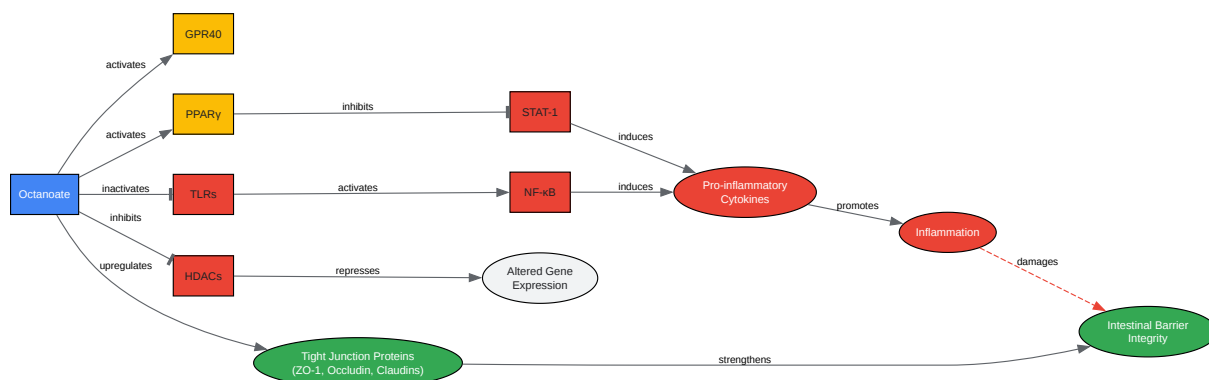 GPR40
activates
PPARγ
inhibits
STAT-1
activates
induces
Octanoate
inactivates
TLRs
activates
NF-κB
induces
Pro-inflammatory
Cytokines
promotes
Inflammation
inhibits
upregulates
HDACs
represses
Altered Gene
Expression
damages
Intestinal Barrier
Integrity
Tight Junction Proteins
(ZO-1, Occludin, Claudins)
strengthens